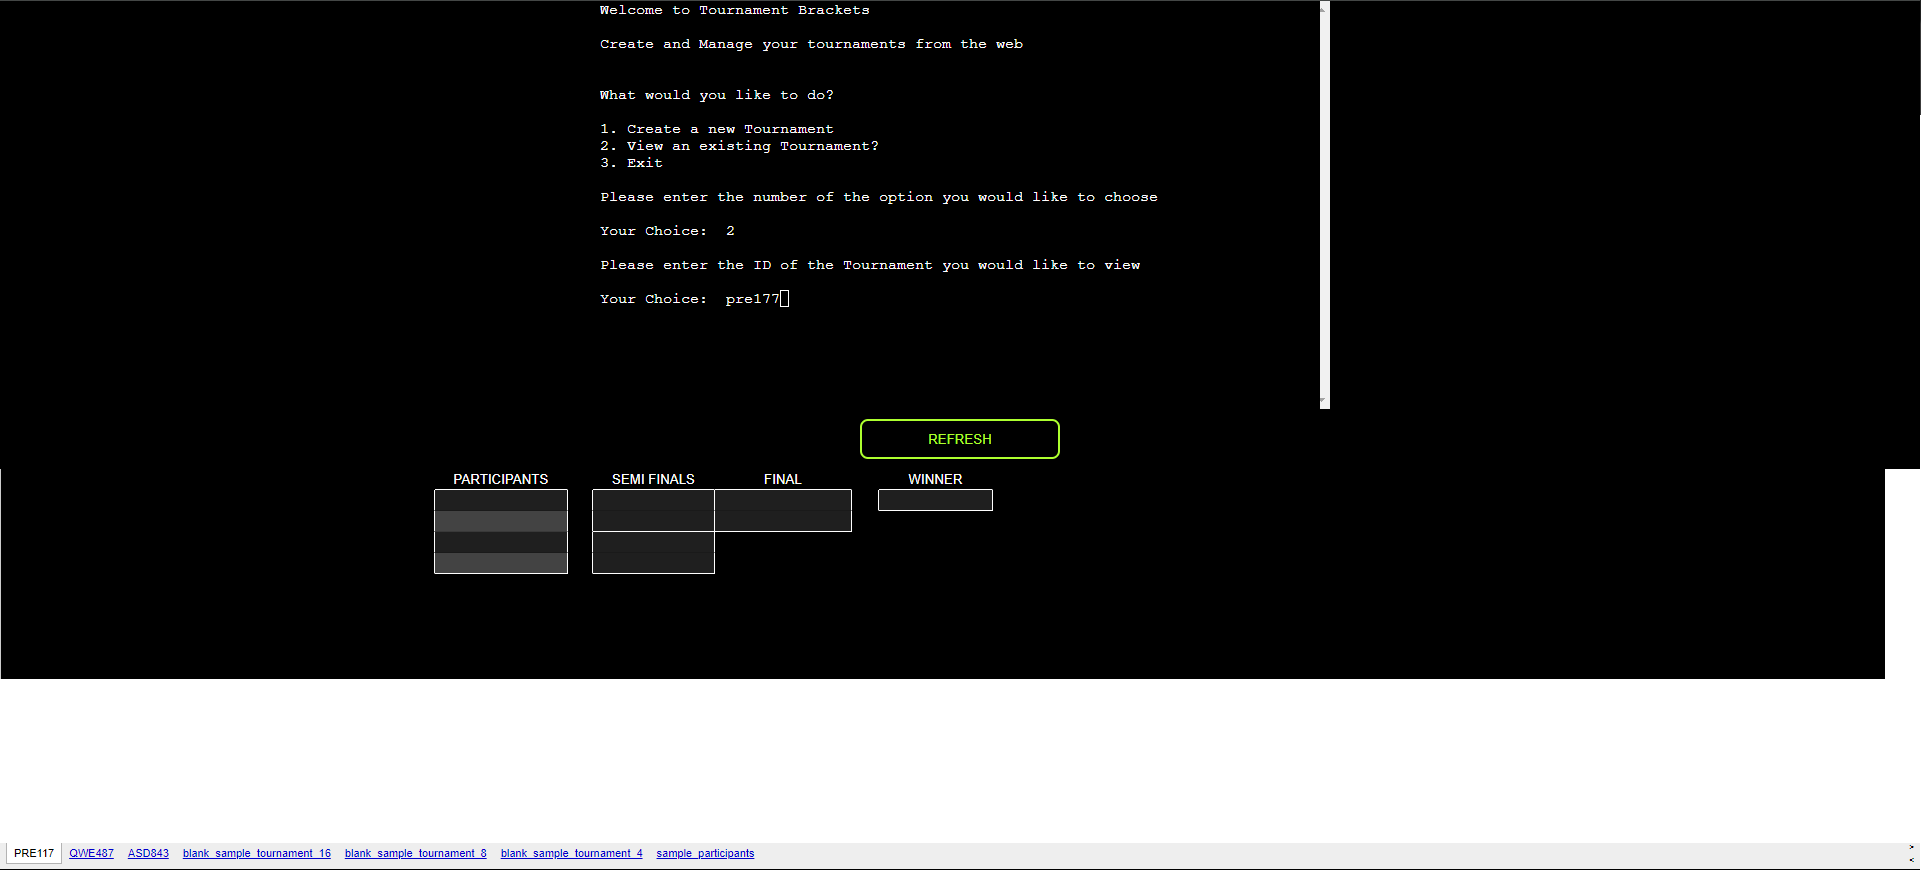 Welcome to Tournament Brackets
Create and Manage your tournaments from the web
What would you like to do?
1. Create a new Tournament
2. View an existing Tournament?
3. Exit
Please enter the number of the option you would like to choose
Your Choice:  2
Please enter the ID of the Tournament you would like to view
Your Choice:  pre177
REFRESH
PARTICIPANTS SEMI FINALS FINAL WINNER
PRE117 QWE487 ASD843 blank_sample_tournament_16 blank_sample_tournament_8 blank_sample_tournament_4 sample_participants